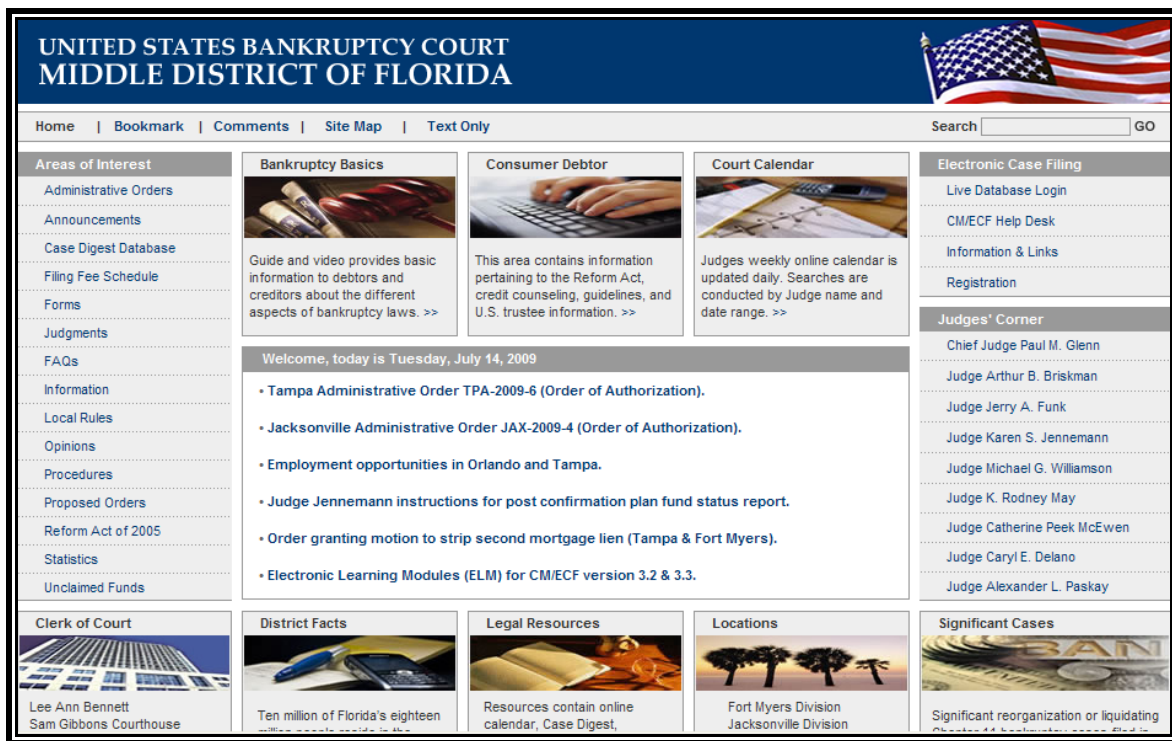 UNITED STATES BANKRUPTCY COURT
MIDDLE DISTRICT OF FLORIDA
Home | Bookmark | Comments | Site Map | Text Only
Search GO
Areas of Interest
Administrative Orders
Announcements
Case Digest Database
Filing Fee Schedule
Forms
Judgments
FAQs
Information
Local Rules
Opinions
Procedures
Proposed Orders
Reform Act of 2005
Statistics
Unclaimed Funds
Bankruptcy Basics
Guide and video provides basic
information to debtors and
creditors about the different
aspects of bankruptcy laws. >>
Consumer Debtor
This area contains information
pertaining to the Reform Act,
credit counseling, guidelines, and
U.S. trustee information. >>
Court Calendar
Judges weekly online calendar is
updated daily. Searches are
conducted by Judge name and
date range. >>
Welcome, today is Tuesday, July 14, 2009
• Tampa Administrative Order TPA-2009-6 (Order of Authorization).
• Jacksonville Administrative Order JAX-2009-4 (Order of Authorization).
• Employment opportunities in Orlando and Tampa.
• Judge Jennemann instructions for post confirmation plan fund status report.
• Order granting motion to strip second mortgage lien (Tampa & Fort Myers).
• Electronic Learning Modules (ELM) for CM/ECF version 3.2 & 3.3.
Electronic Case Filing
Live Database Login
CM/ECF Help Desk
Information & Links
Registration
Judges' Corner
Chief Judge Paul M. Glenn
Judge Arthur B. Briskman
Judge Jerry A. Funk
Judge Karen S. Jennemann
Judge Michael G. Williamson
Judge K. Rodney May
Judge Catherine Peek McEwen
Judge Caryl E. Delano
Judge Alexander L. Paskay
Clerk of Court
Lee Ann Bennett
Sam Gibbons Courthouse
District Facts
Ten million of Florida's eighteen
million people reside in the
Legal Resources
Resources contain online
calendar, Case Digest,
Locations
Fort Myers Division
Jacksonville Division
Significant Cases
BAN
Significant reorganization or liquidating
Chapter 11 bankruptcy cases filed in